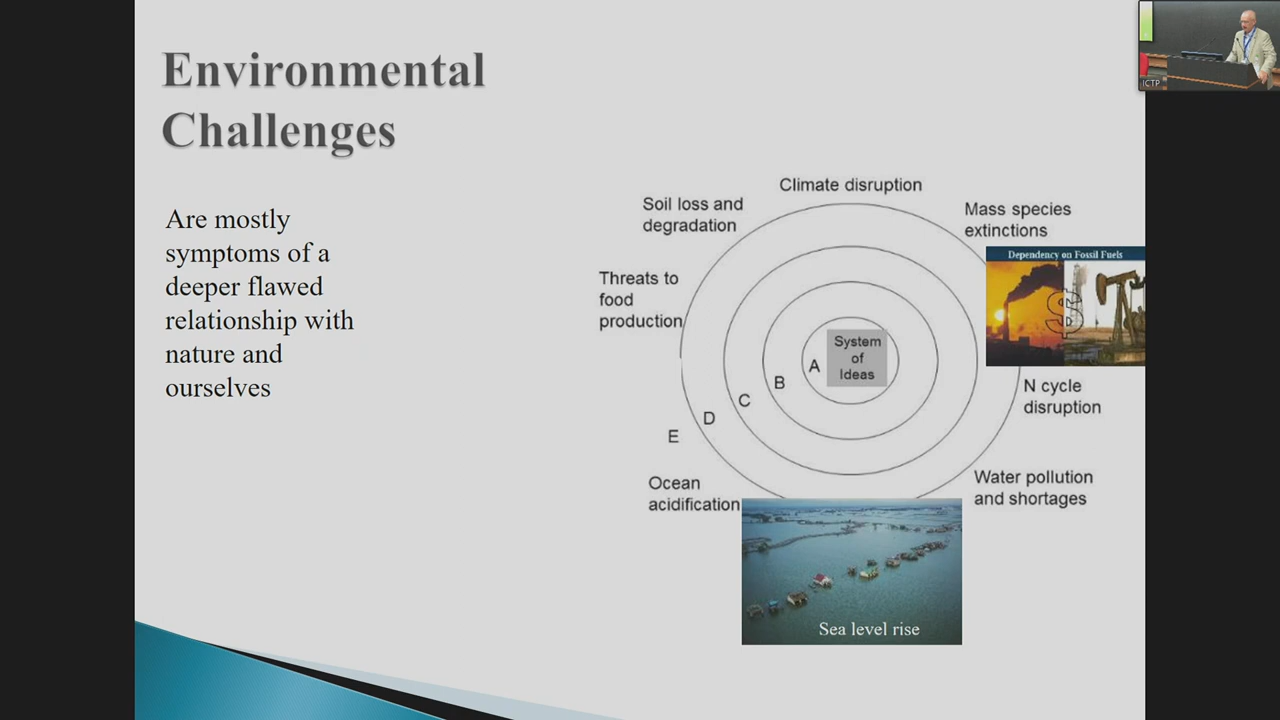 Environmental
Challenges
Are mostly
symptoms of a
deeper flawed
relationship with
nature and
ourselves
Climate disruption
Soil loss and
degradation
Mass species
extinctions
Dependency on Fossil Fuels
$
Threats to
food
production
System
of
Ideas
A
B
C
D
E
N cycle
disruption
Ocean
acidification
Water pollution
and shortages
Sea level rise
ICTP